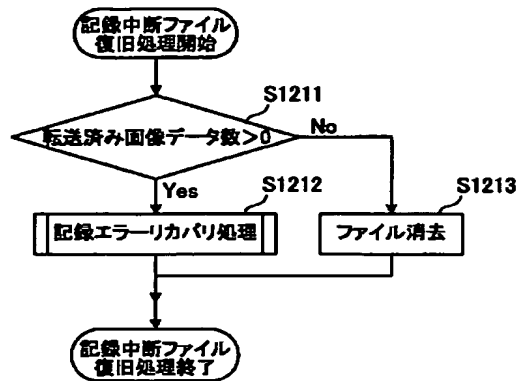 記録中断ファイル
復旧処理開始
S1211
転送済み画像データ数>0
No
Yes
S1212
S1213
記録エラーリカバリ処理
ファイル消去
記録中断ファイル
復旧処理終了